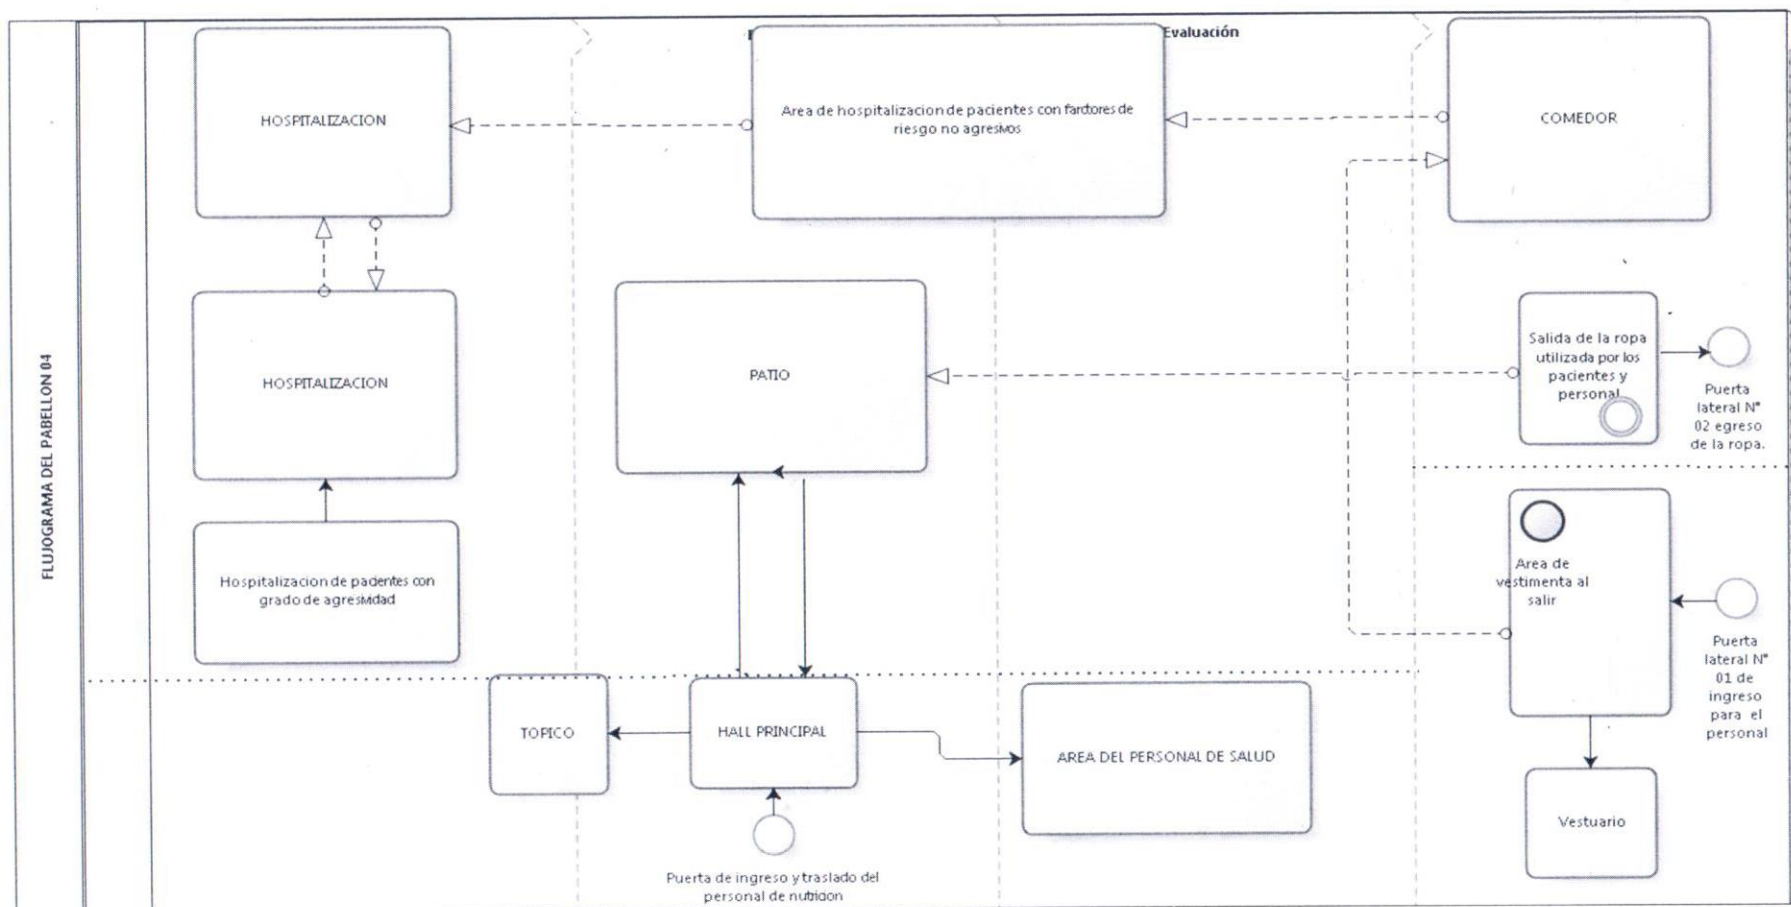 FLUJOGRAMA DEL PABELLON 04
Evaluación
HOSPITALIZACION
Area de hospitalizacion de pacientes con farctores de
riesgo no agresivos
COMEDOR
HOSPITALIZACION
PATIO
Salida de la ropa
utilizada por los
pacientes y
personal
Puerta
lateral N°
02 egreso
de la ropa.
Hospitalizacion de pacientes con
grado de agresividad
Area de
vestimenta al
salir
Puerta
lateral N°
01 de
ingreso
para el
personal
TOPICO
HALL PRINCIPAL
AREA DEL PERSONAL DE SALUD
Vestuario
Puerta de ingreso y traslado del
personal de nutricion